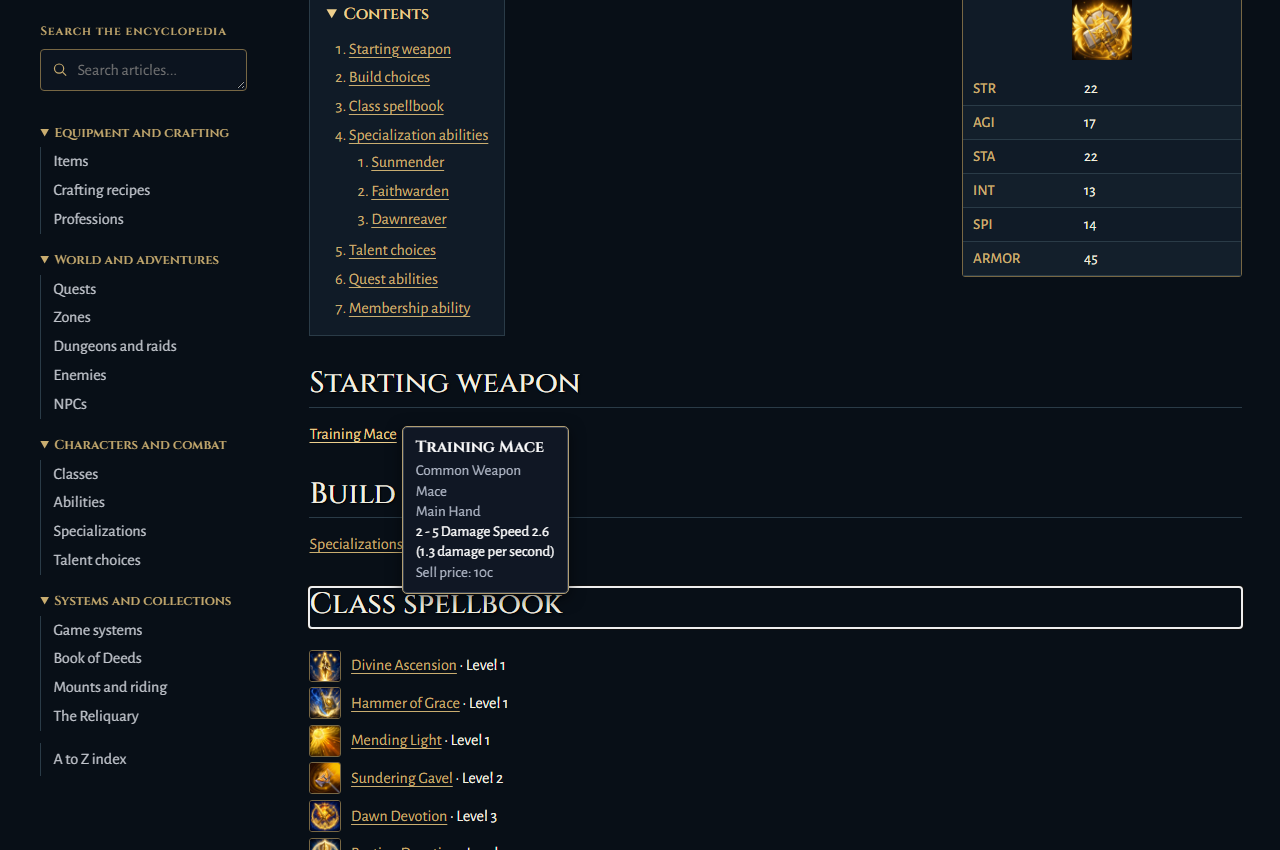 Search the encyclopedia
Search articles...
▼ Equipment and crafting
Items
Crafting recipes
Professions
▼ World and adventures
Quests
Zones
Dungeons and raids
Enemies
NPCs
▼ Characters and combat
Classes
Abilities
Specializations
Talent choices
▼ Systems and collections
Game systems
Book of Deeds
Mounts and riding
The Reliquary
A to Z index
▼ Contents
1. Starting weapon
2. Build choices
3. Class spellbook
4. Specialization abilities
1. Sunmender
2. Faithwarden
3. Dawnreaver
5. Talent choices
6. Quest abilities
7. Membership ability
STR 22
AGI 17
STA 22
INT 13
SPI 14
ARMOR 45
Starting weapon
Training Mace
Training Mace
Common Weapon
Mace
Main Hand
2 - 5 Damage Speed 2.6
(1.3 damage per second)
Sell price: 10c
Build
Specializations
Class spellbook
Divine Ascension · Level 1
Hammer of Grace · Level 1
Mending Light · Level 1
Sundering Gavel · Level 2
Dawn Devotion · Level 3